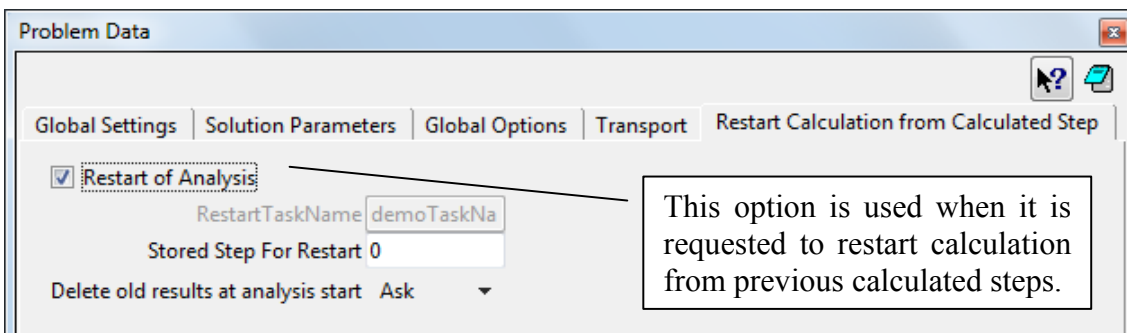 Problem Data
Global Settings Solution Parameters Global Options Transport Restart Calculation from Calculated Step
Restart of Analysis
RestartTaskName demoTaskNa
Stored Step For Restart 0
Delete old results at analysis start Ask
This option is used when it is
requested to restart calculation
from previous calculated steps.